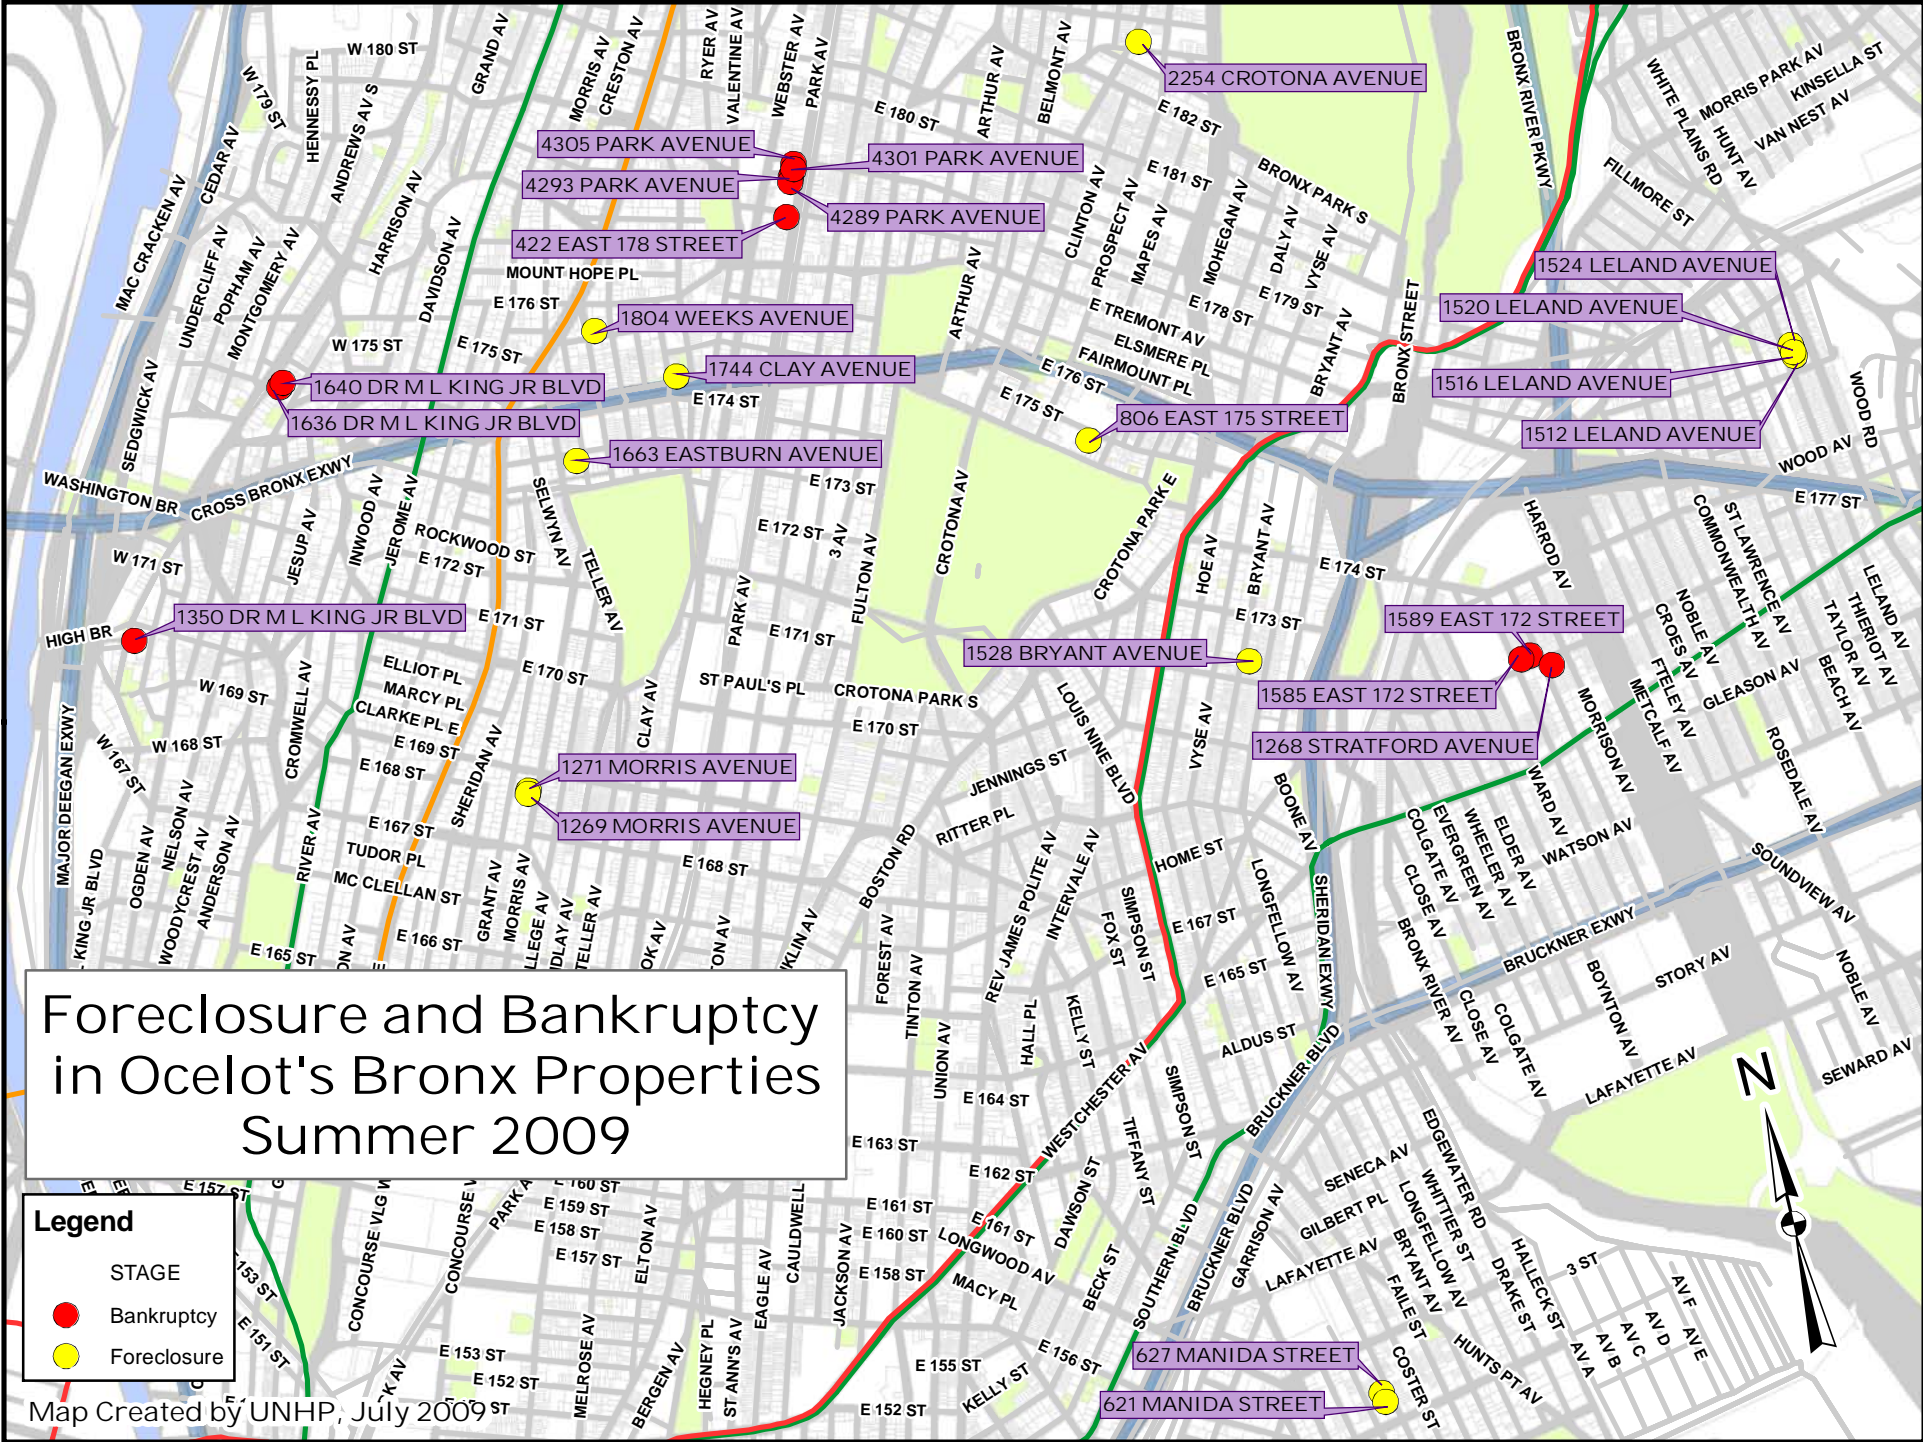 W 180 ST
GRAND AV
MORRIS AV
CRESTON AV
RYER AV
VALENTINE AV
WEBSTER AV
PARK AV
ARTHUR AV
BELMONT AV
2254 CROTONA AVENUE
BRONX RIVER PKWY
WHITE PLAINS RD
MORRIS PARK AV
KINSELLA ST
HUNT AV
VAN NEST AV
W 179 ST
HENNESSY PL
ANDREWS AV S
CEDAR AV
HARRISON AV
E 180 ST
E 182 ST
4305 PARK AVENUE
4301 PARK AVENUE
4293 PARK AVENUE
4289 PARK AVENUE
422 EAST 178 STREET
CLINTON AV
E 181 ST
BRONX PARK S
FILLMORE ST
PROSPECT AV
MAPES AV
MOHEGAN AV
DALY AV
VYSE AV
MAC CRACKEN AV
UNDERCLIFF AV
POPHAM AV
MONTGOMERY AV
DAVIDSON AV
MOUNT HOPE PL
E 176 ST
ARTHUR AV
1524 LELAND AVENUE
1520 LELAND AVENUE
1516 LELAND AVENUE
1512 LELAND AVENUE
E TREMONT AV
E 178 ST
E 179 ST
BRYANT AV
BRONX STREET
ELSMERE PL
FAIRMOUNT PL
1804 WEEKS AVENUE
W 175 ST
E 175 ST
1744 CLAY AVENUE
E 176 ST
SEDGWICK AV
1640 DR M L KING JR BLVD
1636 DR M L KING JR BLVD
E 174 ST
E 175 ST
806 EAST 175 STREET
WOOD RD
WOOD AV
1663 EASTBURN AVENUE
WASHINGTON BR
CROSS BRONX EXWY
E 173 ST
E 177 ST
INWOOD AV
JEROME AV
SELWYN AV
CROTONA AV
CROTONA PARK E
HARROD AV
ST LAWRENCE AV
COMMONWEALTH AV
JESUP AV
ROCKWOOD ST
E 172 ST
E 172 ST
3 AV
FULTON AV
HOE AV
BRYANT AV
E 174 ST
W 171 ST
TELLER AV
PARK AV
LELAND AV
THIERIOT AV
TAYLOR AV
BEACH AV
NOBLE AV
CROES AV
FTELEY AV
METCALF AV
1350 DR M L KING JR BLVD
HIGH BR
E 171 ST
E 171 ST
E 173 ST
1589 EAST 172 STREET
1528 BRYANT AVENUE
1585 EAST 172 STREET
1268 STRATFORD AVENUE
GLEASON AV
ELLIOT PL
E 170 ST
MARCY PL
CLARKE PL E
W 169 ST
CROMWELL AV
CLAY AV
ST PAUL'S PL
CROTONA PARK S
LOUIS NINE BLVD
MORRISON AV
E 170 ST
E 169 ST
W 168 ST
E 168 ST
SHERIDAN AV
MAJOR DEEGAN EXWY
W 167 ST
VYSE AV
ROSEDALE AV
1271 MORRIS AVENUE
1269 MORRIS AVENUE
JENNINGS ST
RITTER PL
BOONE AV
WARD AV
ELDER AV
WHEELER AV
EVERGREEN AV
COLGATE AV
CLOSE AV
WATSON AV
NELSON AV
OGDEN AV
WOODYCREST AV
ANDERSON AV
RIVER AV
E 167 ST
TUDOR PL
MC CLELLAN ST
E 168 ST
BOSTON RD
REV JAMES POLITE AV
INTERVALE AV
HOME ST
SOUNDVIEW AV
KING JR BLVD
GRANT AV
MORRIS AV
TELLER AV
FOREST AV
TINTON AV
UNION AV
FOX ST
SIMPSON ST
E 167 ST
LONGFELLOW AV
SHERIDAN EXWY
BRONX RIVER AV
BRUCKNER EXWY
E 166 ST
E 165 ST
E 165 ST
BOYNTON AV
STORY AV
NOBLE AV
HALL PL
KELLY ST
CLOSE AV
COLGATE AV
Foreclosure and Bankruptcy
in Ocelot's Bronx Properties
Summer 2009
ALDUS ST
BRUCKNER BLVD
LAFAYETTE AV
SEWARD AV
N
E 164 ST
WESTCHESTER AV
SIMPSON ST
E 163 ST
E 162 ST
TIFFANY ST
EDGEWATER RD
SENECA AV
WHITTIER ST
E 157 ST
E 160 ST
E 159 ST
E 158 ST
E 157 ST
E 161 ST
E 161 ST
E 160 ST
LONGWOOD AV
DAWSON ST
GILBERT PL
LONGFELLOW AV
BRYANT AV
LAFAYETTE AV
Legend
STAGE
Bankruptcy
Foreclosure
CONCOURSE VLG W
ELTON AV
EAGLE AV
CAULDWELL
JACKSON AV
E 158 ST
MACY PL
BECK ST
SOUTHERN BLVD
BRUCKNER BLVD
GARRISON AV
FAILE ST
DRAKE ST
HALLECK ST
3 ST
AV F
AV E
AV D
AV C
AV B
AV A
153 ST
E 151 ST
E 153 ST
E 152 ST
MELROSE AV
BERGEN AV
HEGNEY PL
ST ANN'S AV
E 155 ST
E 156 ST
KELLY ST
E 152 ST
627 MANIDA STREET
621 MANIDA STREET
COSTER ST
HUNTS PT AV
Map Created by UNHP, July 2009